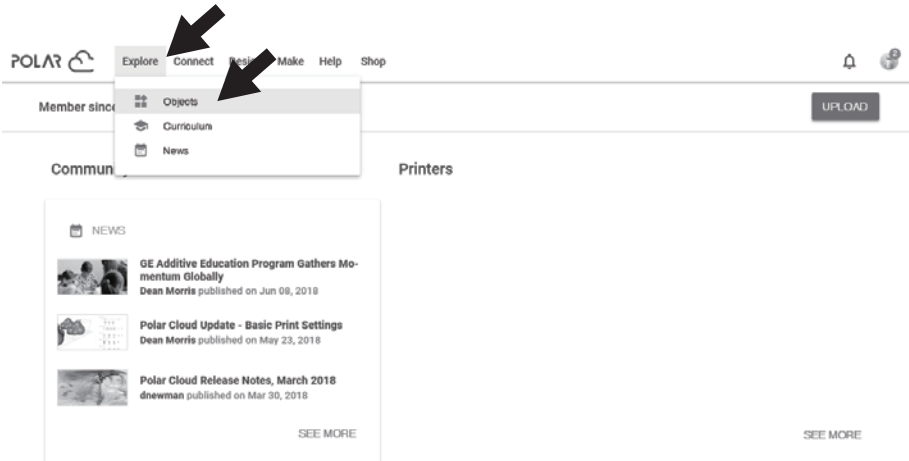 POLAR
Explore Connect Design Make Help Shop
2
Member since
UPLOAD
Objects
Curriculum
News
Commun
Printers
NEWS
GE Additive Education Program Gathers Mo-
mentum Globally
Dean Morris published on Jun 08, 2018
Polar Cloud Update - Basic Print Settings
Dean Morris published on May 23, 2018
Polar Cloud Release Notes, March 2018
dnewman published on Mar 30, 2018
SEE MORE
SEE MORE